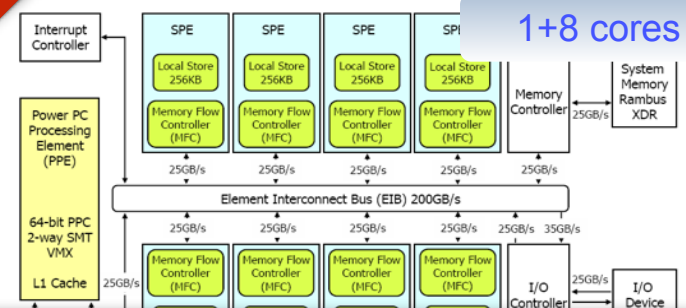 1+8 cores
Interrupt
Controller
SPE
Local Store
256KB
Memory Flow
Controller
(MFC)
SPE
Local Store
256KB
Memory Flow
Controller
(MFC)
SPE
Local Store
256KB
Memory Flow
Controller
(MFC)
SPE
Local Store
256KB
Memory Flow
Controller
(MFC)
Memory
Controller
25GB/s
System
Memory
Rambus
XDR
Power PC
Processing
Element
(PPE)
64-bit PPC
2-way SMT
VMX
L1 Cache
25GB/s
25GB/s
25GB/s
25GB/s
25GB/s
Element Interconnect Bus (EIB) 200GB/s
25GB/s
25GB/s
25GB/s
25GB/s
25GB/s
35GB/s
25GB/s
Memory Flow
Controller
(MFC)
Memory Flow
Controller
(MFC)
Memory Flow
Controller
(MFC)
Memory Flow
Controller
(MFC)
I/O
Controller
25GB/s
I/O
Device